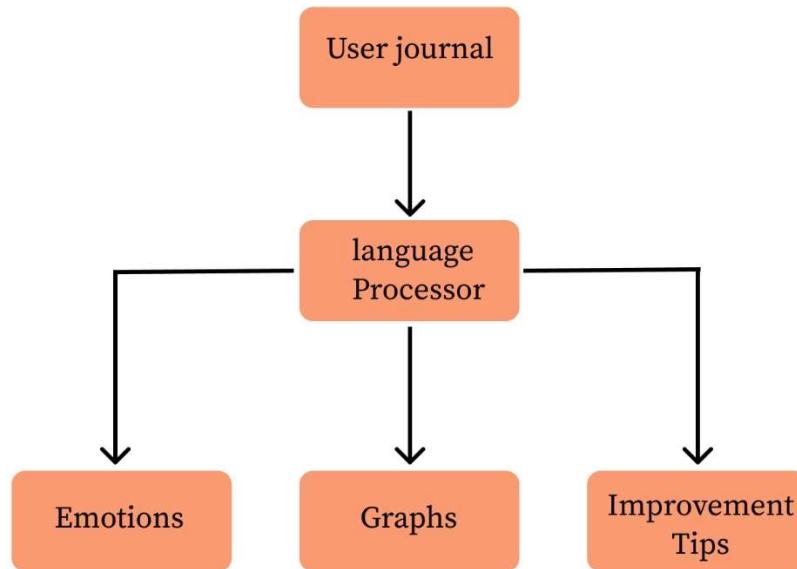 User journal
language
Processor
Emotions
Graphs
Improvement
Tips